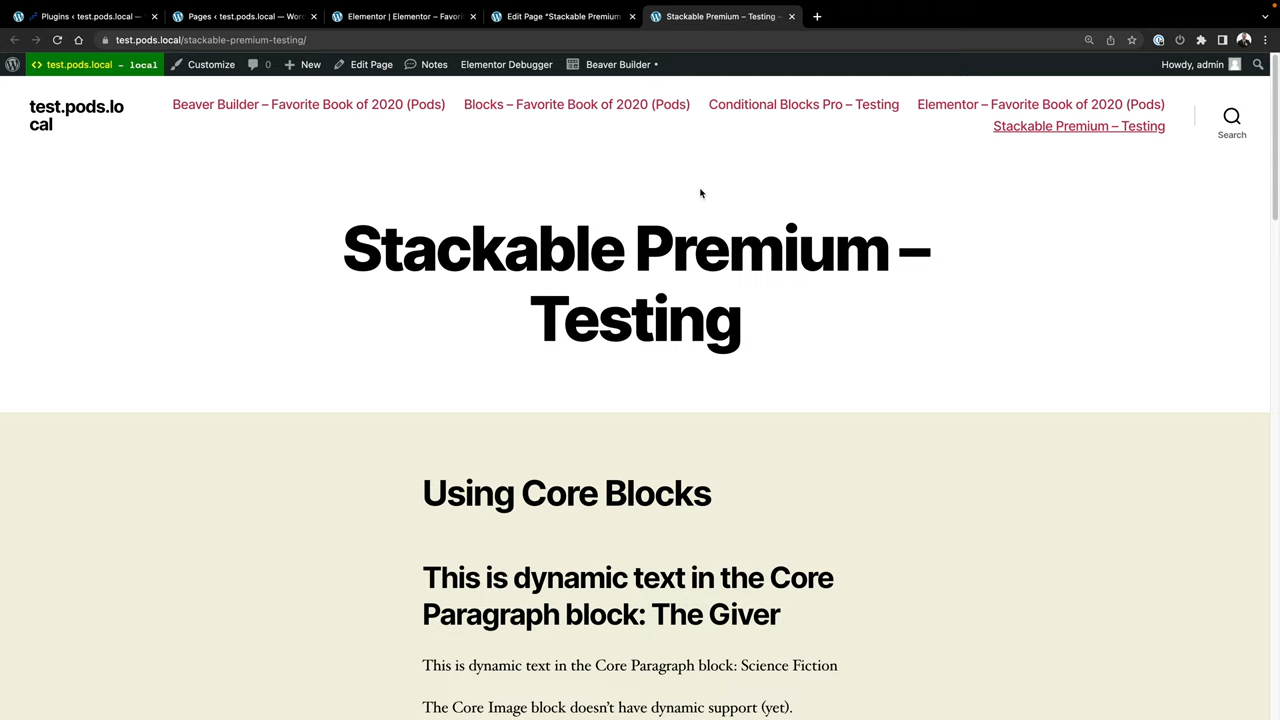 Plugins ‹ test.pods.local —
Pages ‹ test.pods.local — Wor
Elementor | Elementor – Favori
Edit Page "Stackable Premium
Stackable Premium – Testing –
test.pods.local/stackable-premium-testing/
test.pods.local - local
Customize
0
New
Edit Page
Notes
Elementor Debugger
Beaver Builder
Howdy, admin
test.pods.lo
cal
Beaver Builder – Favorite Book of 2020 (Pods)
Blocks – Favorite Book of 2020 (Pods)
Conditional Blocks Pro – Testing
Elementor – Favorite Book of 2020 (Pods)
Stackable Premium – Testing
Search
Stackable Premium –
Testing
Using Core Blocks
This is dynamic text in the Core
Paragraph block: The Giver
This is dynamic text in the Core Paragraph block: Science Fiction
The Core Image block doesn't have dynamic support (yet).